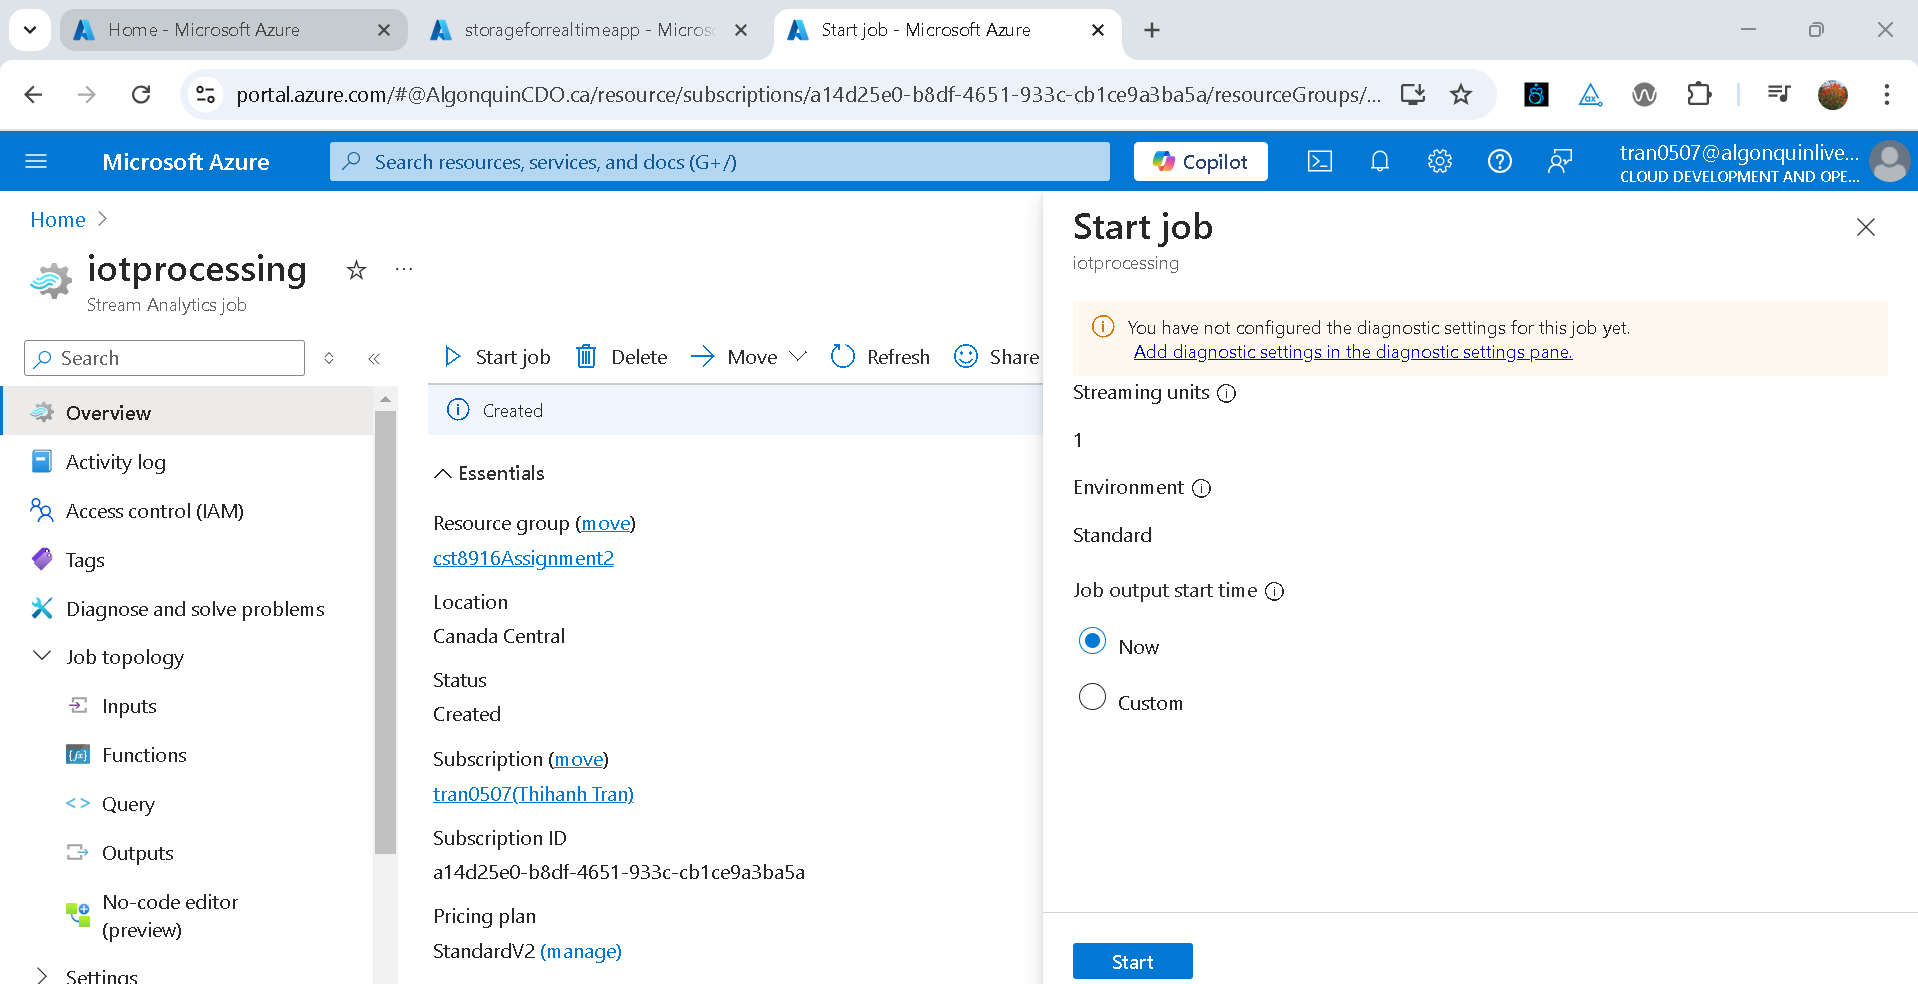 Home - Microsoft Azure
storageforrealtimeapp - Micros
Start job - Microsoft Azure
portal.azure.com/#@AlgonquinCDO.ca/resource/subscriptions/a14d25e0-b8df-4651-933c-cb1ce9a3ba5a/resourceGroups/...
Microsoft Azure
Search resources, services, and docs (G+/)
Copilot
tran0507@algonquinlive...
CLOUD DEVELOPMENT AND OPE...
Home
iotprocessing
Stream Analytics job
Search
Overview
Activity log
Access control (IAM)
Tags
Diagnose and solve problems
Job topology
Inputs
Functions
Query
Outputs
No-code editor
(preview)
Settings
Start job
Delete
Move
Refresh
Share
Created
Essentials
Resource group (move)
cst8916Assignment2
Location
Canada Central
Status
Created
Subscription (move)
tran0507(Thihanh Tran)
Subscription ID
a14d25e0-b8df-4651-933c-cb1ce9a3ba5a
Pricing plan
StandardV2 (manage)
Start job
iotprocessing
You have not configured the diagnostic settings for this job yet.
Add diagnostic settings in the diagnostic settings pane.
Streaming units
1
Environment
Standard
Job output start time
Now
Custom
Start